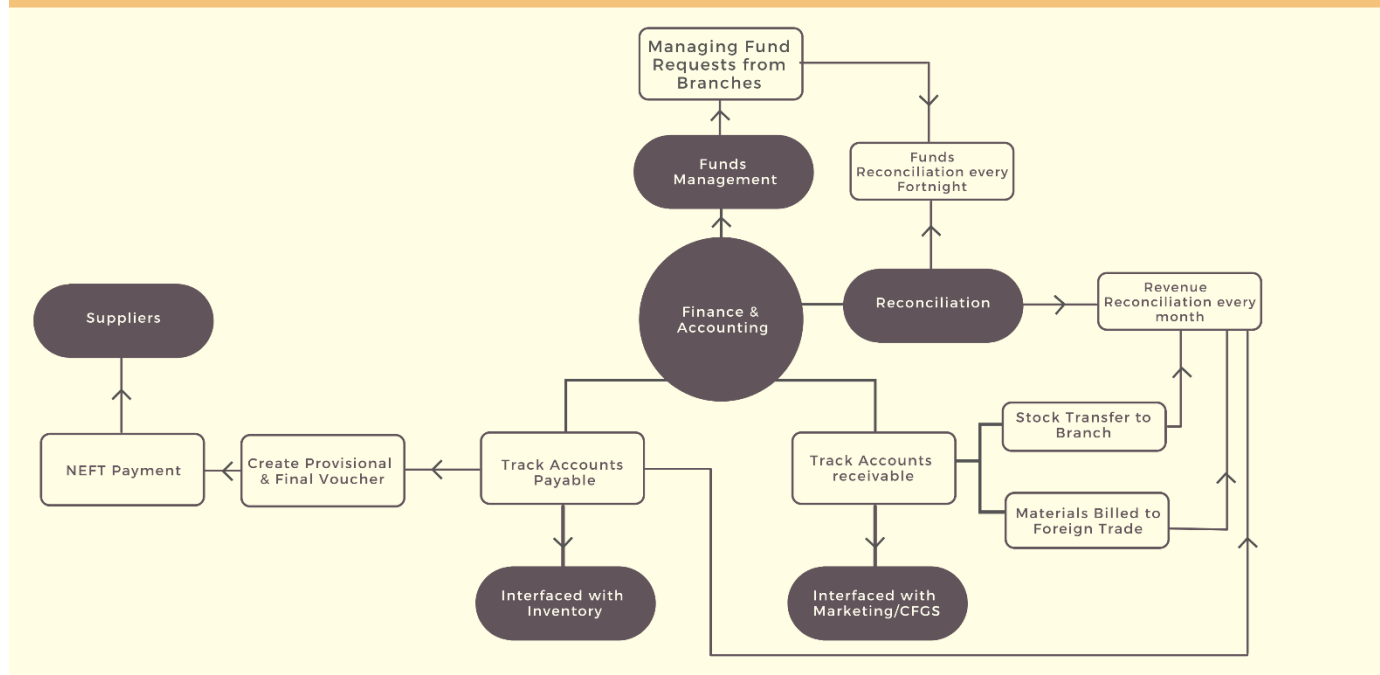 Managing Fund
Requests from
Branches
Funds
Management
Funds
Reconciliation every
Fortnight
Finance &
Accounting
Reconciliation
Revenue
Reconciliation every
month
Suppliers
NEFT Payment
Create Provisional
& Final Voucher
Track Accounts
Payable
Track Accounts
receivable
Stock Transfer to
Branch
Materials Billed to
Foreign Trade
Interfaced with
Inventory
Interfaced with
Marketing/CFGS